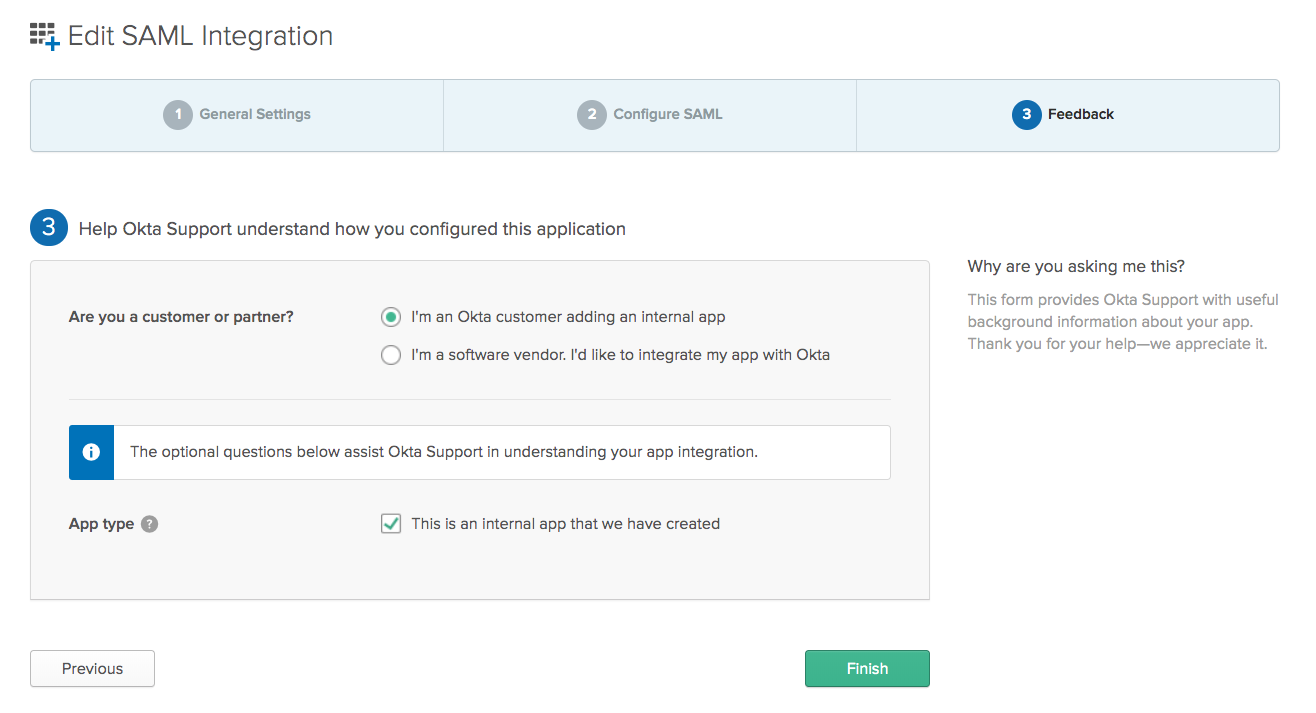 Edit SAML Integration
1 General Settings
2 Configure SAML
3 Feedback
3 Help Okta Support understand how you configured this application
Are you a customer or partner?
I'm an Okta customer adding an internal app
I'm a software vendor. I'd like to integrate my app with Okta
The optional questions below assist Okta Support in understanding your app integration.
App type ?
This is an internal app that we have created
Why are you asking me this?
This form provides Okta Support with useful
background information about your app.
Thank you for your help—we appreciate it.
Previous
Finish